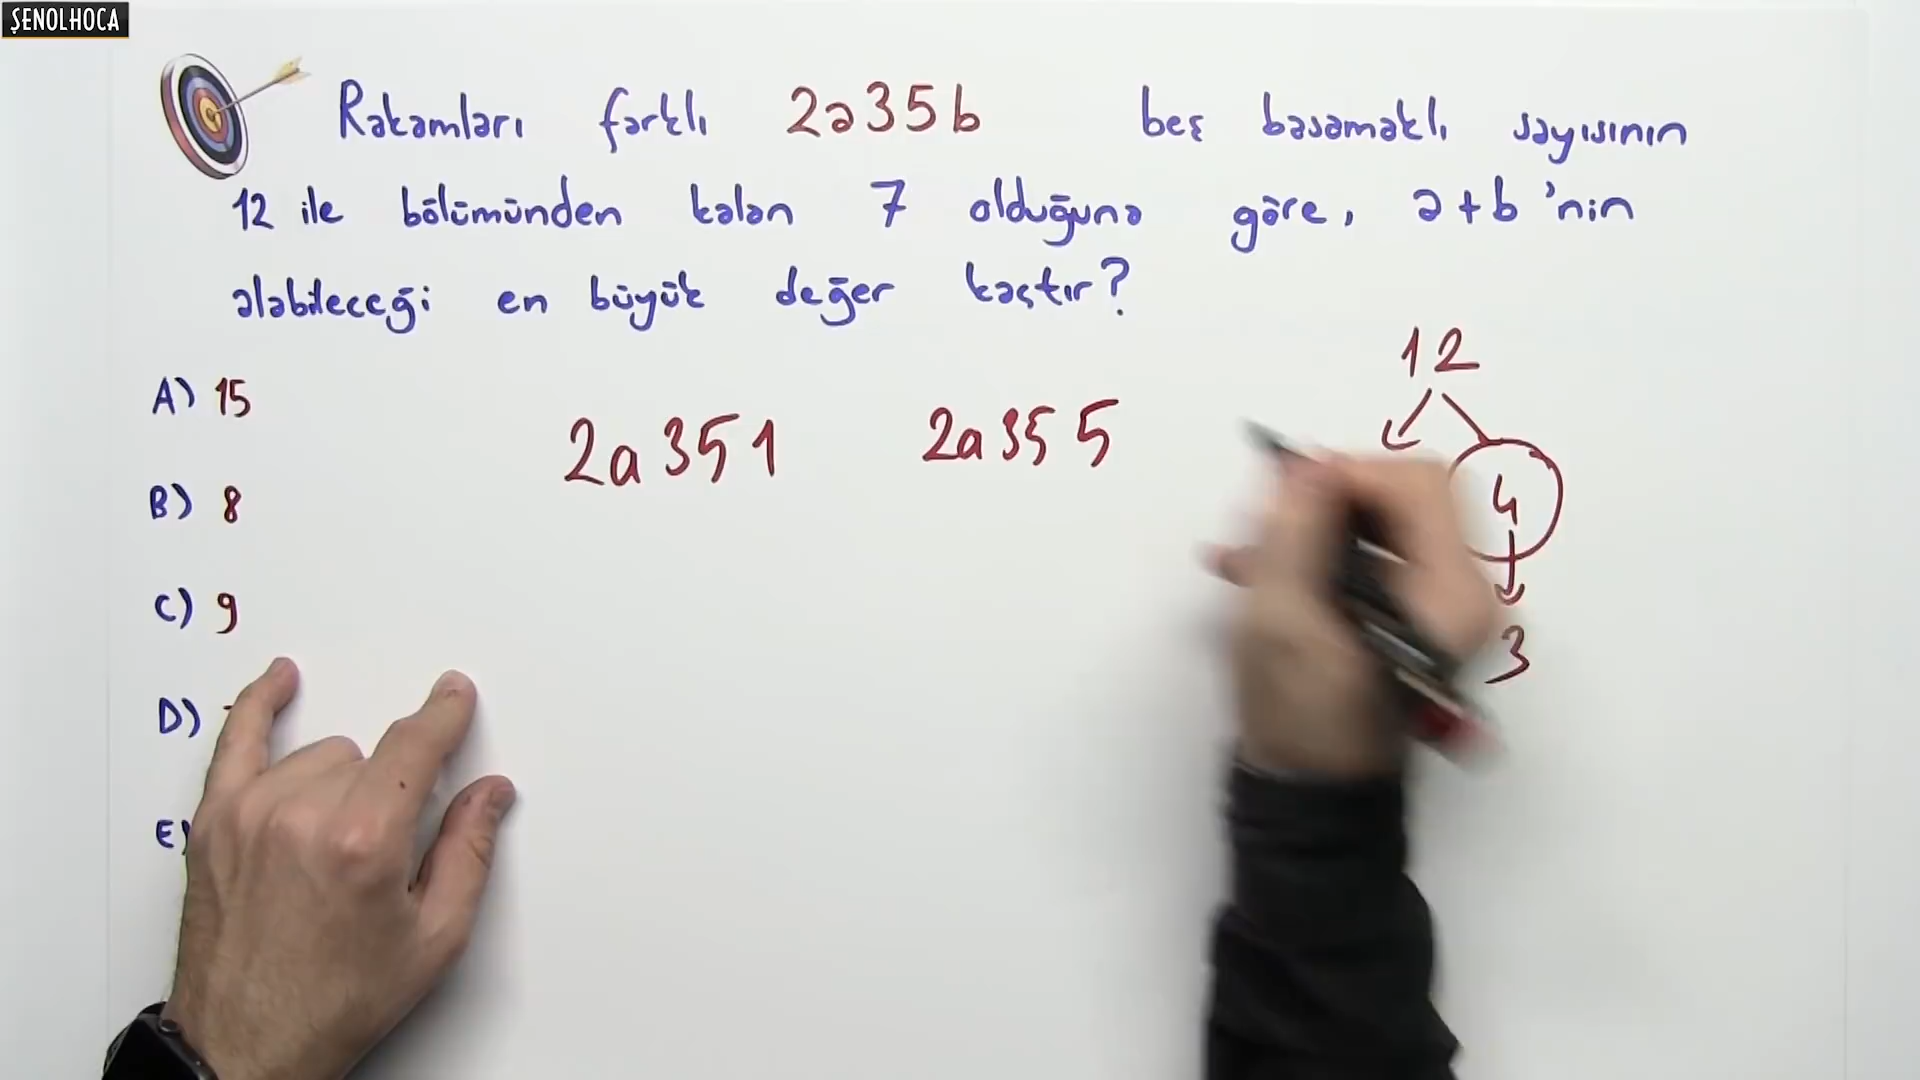 ŞENOLHOCA
Rakamları farklı 2a35b beş basamaklı sayısının
12 ile bölümünden kalan 7 olduğuna göre, a+b'nin
alabileceği en büyük değer kaçtır?
12
A) 15
2a351 2a355
4
B) 8
C) 9
3
D)
E)